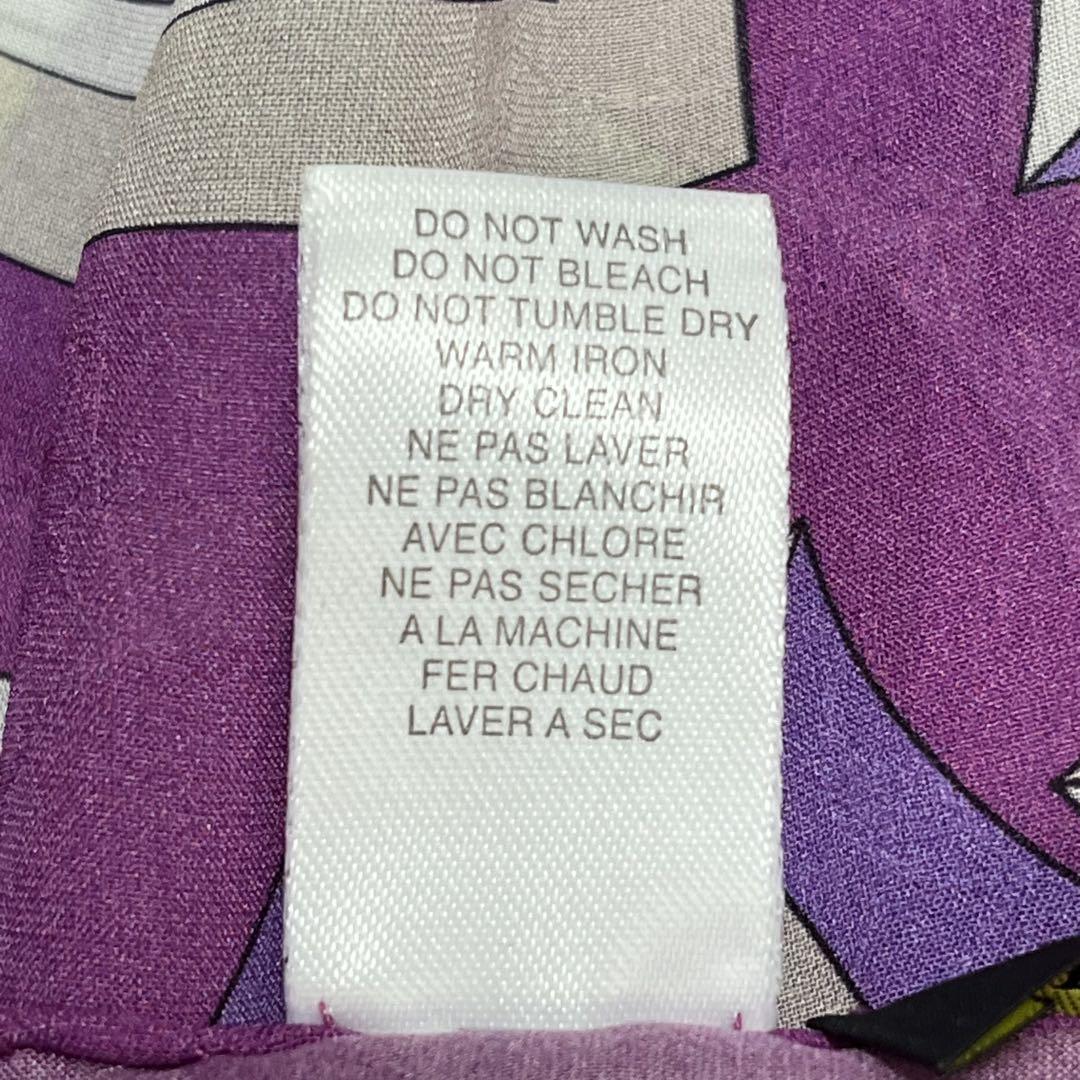 DO NOT WASH
DO NOT BLEACH
DO NOT TUMBLE DRY
WARM IRON
DRY CLEAN
NE PAS LAVER
NE PAS BLANCHIR
AVEC CHLORE
NE PAS SECHER
A LA MACHINE
FER CHAUD
LAVER A SEC